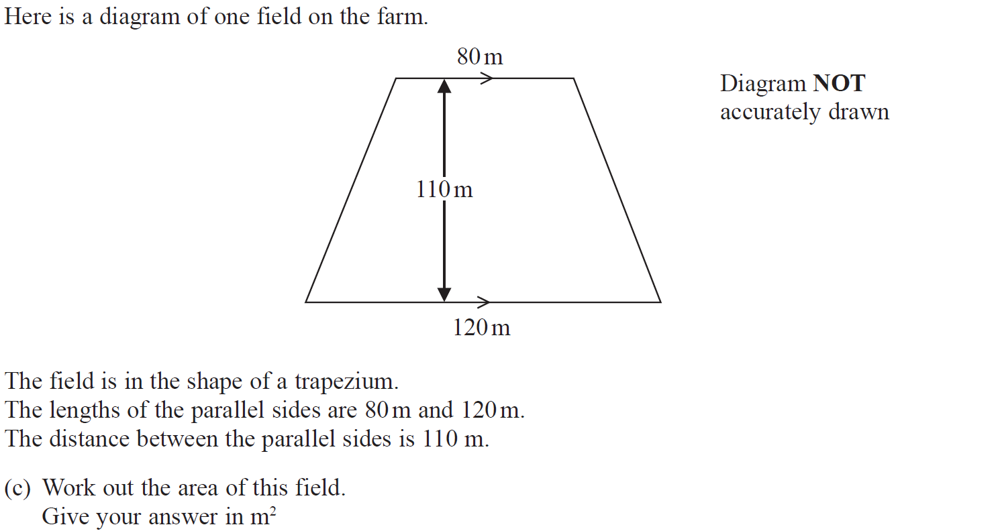 Here is a diagram of one field on the farm.
80 m
Diagram NOT
accurately drawn
110 m
120 m
The field is in the shape of a trapezium.
The lengths of the parallel sides are 80 m and 120 m.
The distance between the parallel sides is 110 m.
(c) Work out the area of this field.
Give your answer in m²